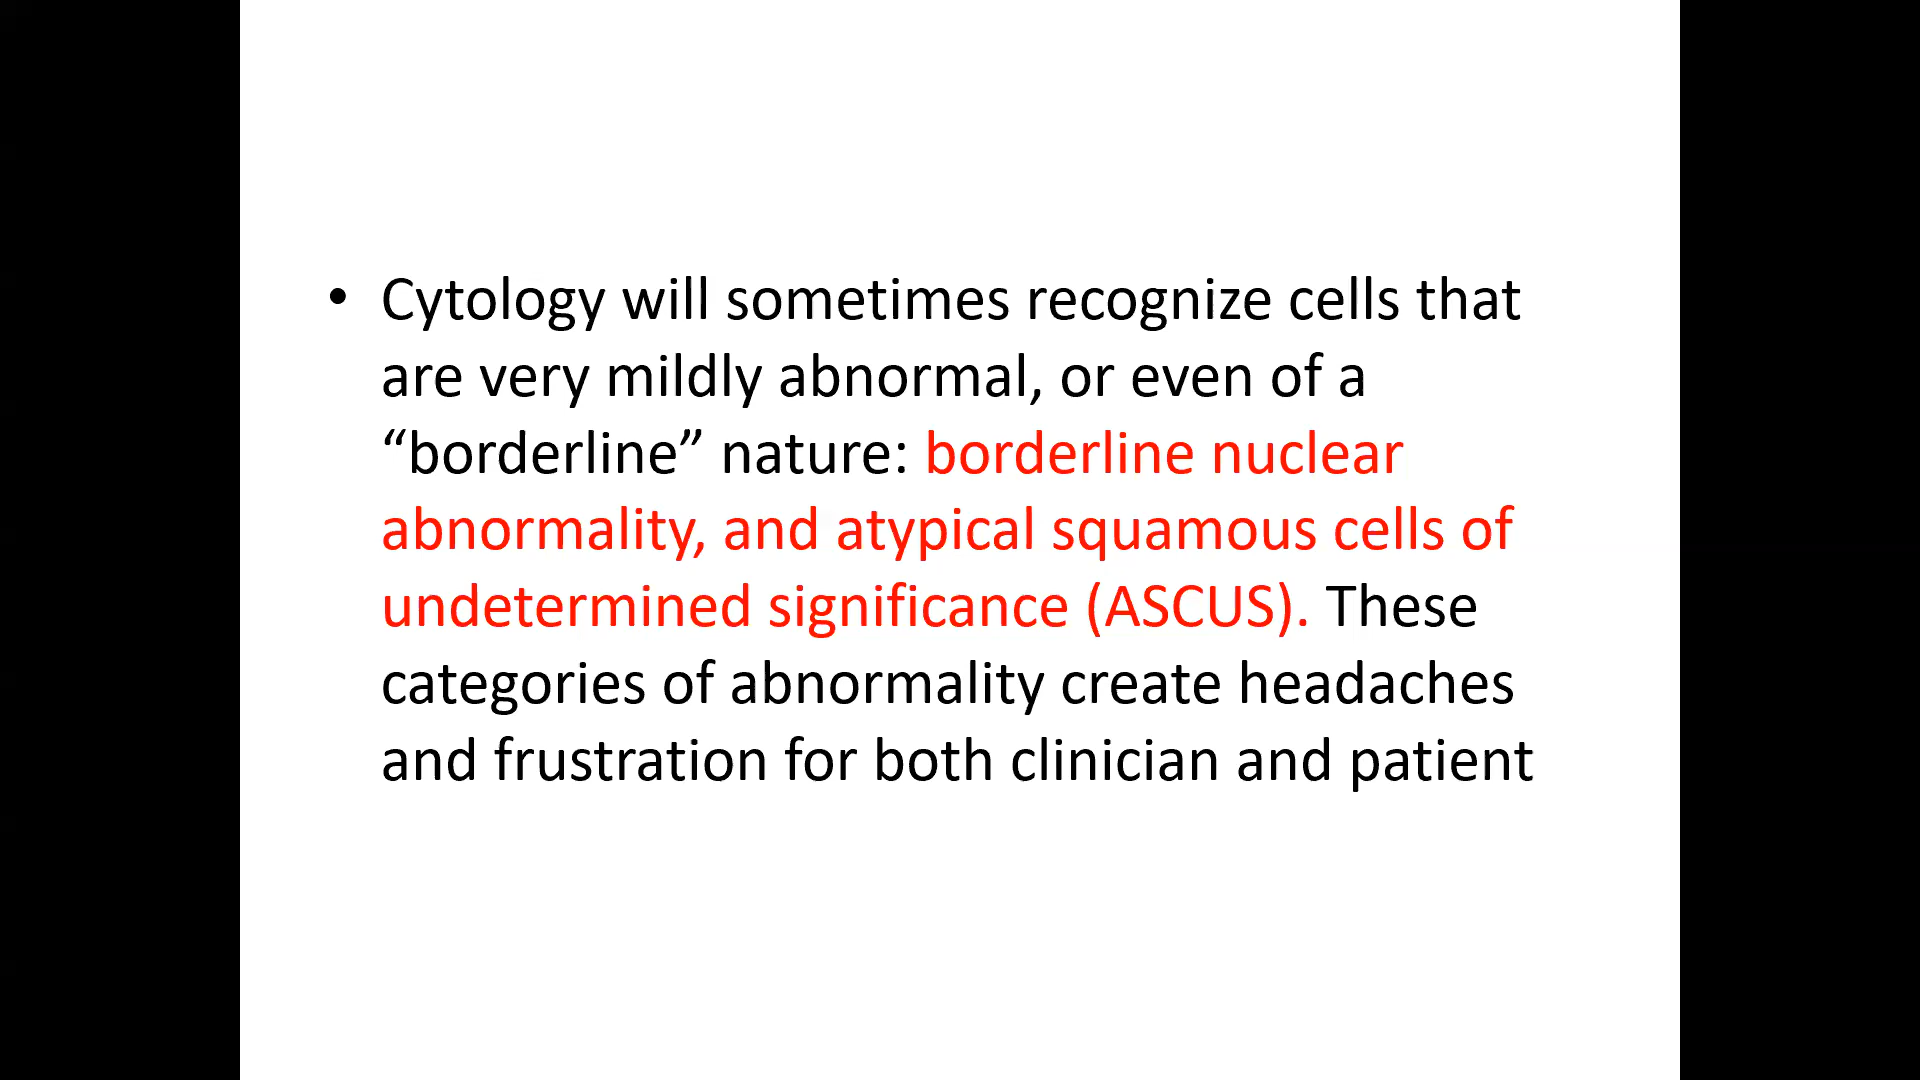 • Cytology will sometimes recognize cells that
are very mildly abnormal, or even of a
“borderline” nature: borderline nuclear
abnormality, and atypical squamous cells of
undetermined significance (ASCUS). These
categories of abnormality create headaches
and frustration for both clinician and patient